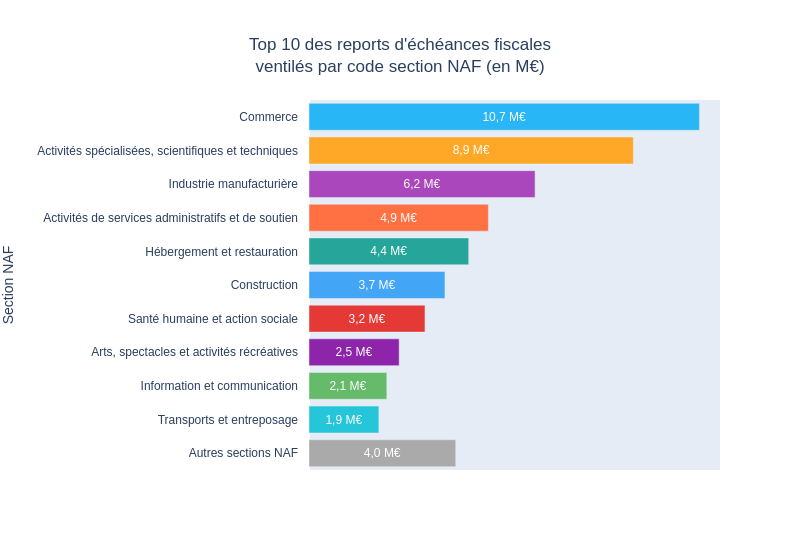 Top 10 des reports d'échéances fiscales
ventilés par code section NAF (en M€)
Section NAF
Commerce 10,7 M€
Activités spécialisées, scientifiques et techniques 8,9 M€
Industrie manufacturière 6,2 M€
Activités de services administratifs et de soutien 4,9 M€
Hébergement et restauration 4,4 M€
Construction 3,7 M€
Santé humaine et action sociale 3,2 M€
Arts, spectacles et activités récréatives 2,5 M€
Information et communication 2,1 M€
Transports et entreposage 1,9 M€
Autres sections NAF 4,0 M€